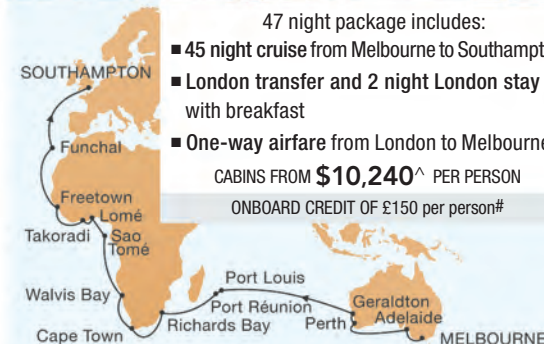 47 night package includes:
■ 45 night cruise from Melbourne to Southampt
■ London transfer and 2 night London stay
with breakfast
■ One-way airfare from London to Melbourne
CABINS FROM $10,240^ PER PERSON
ONBOARD CREDIT OF £150 per person#
SOUTHAMPTON
Funchal
Freetown
Lomé
Takoradi
Sao
Tomé
Walvis Bay
Cape Town
Richards Bay
Port Louis
Port Réunion
Perth
Geraldton
Adelaide
MELBOURNE